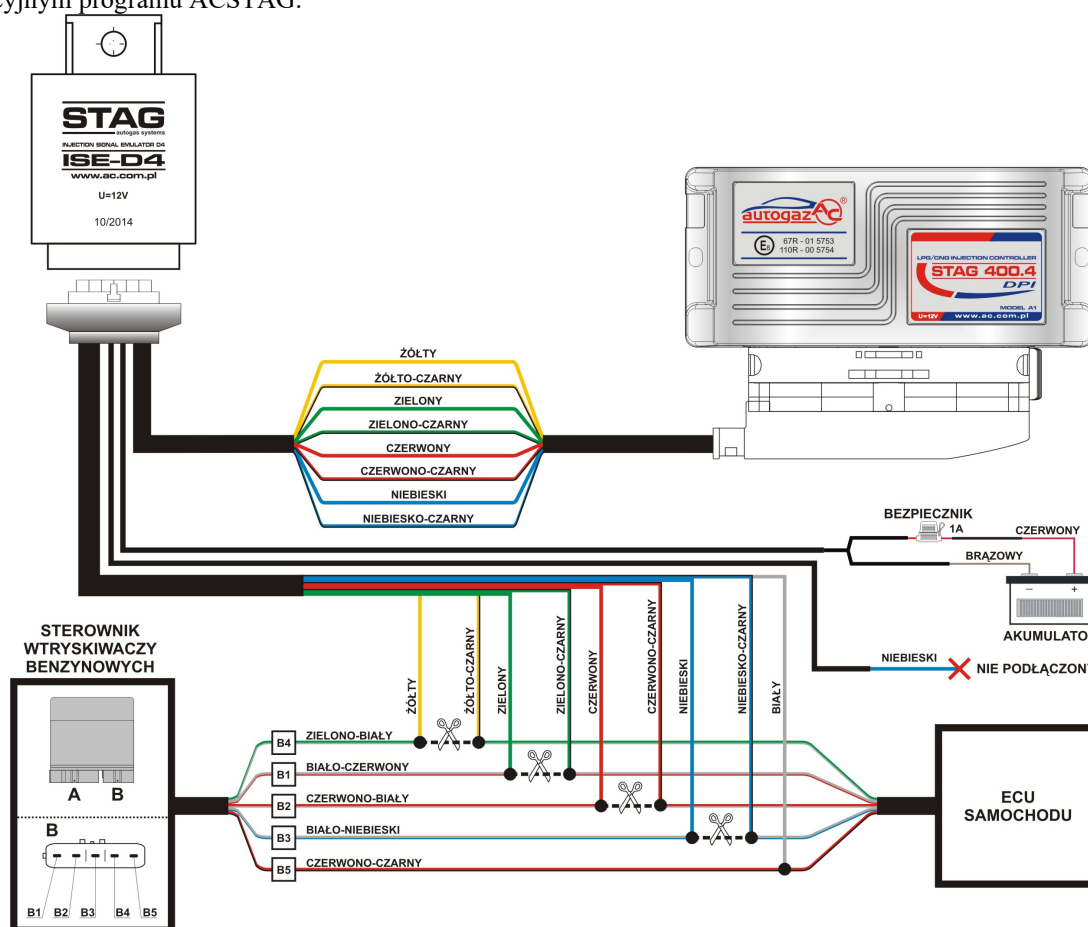 cyjnym programu ACSTAG.
STAG
autogas systems
INJECTION SIGNAL EMULATOR D4
ISE-D4
www.ac.com.pl
U=12V
10/2014
autogaz AC ®
E8
67R - 01 5753
110R - 00 5754
LPG/CNG INJECTION CONTROLLER
STAG 400.4
DPI
MODEL A1
U=12V www.ac.com.pl
ŻÓŁTY
ŻÓŁTO-CZARNY
ZIELONY
ZIELONO-CZARNY
CZERWONY
CZERWONO-CZARNY
NIEBIESKI
NIEBIESKO-CZARNY
BEZPIECZNIK
1A
CZERWONY
BRĄZOWY
– +
AKUMULATO
NIEBIESKI
NIE PODŁĄCZON
STEROWNIK
WTRYSKIWACZY
BENZYNOWYCH
A B
B
B1 B2 B3 B4 B5
ŻÓŁTY
ŻÓŁTO-CZARNY
ZIELONY
ZIELONO-CZARNY
CZERWONY
CZERWONO-CZARNY
NIEBIESKI
NIEBIESKO-CZARNY
BIAŁY
B4 ZIELONO-BIAŁY
B1 BIAŁO-CZERWONY
B2 CZERWONO-BIAŁY
B3 BIAŁO-NIEBIESKI
B5 CZERWONO-CZARNY
ECU
SAMOCHODU